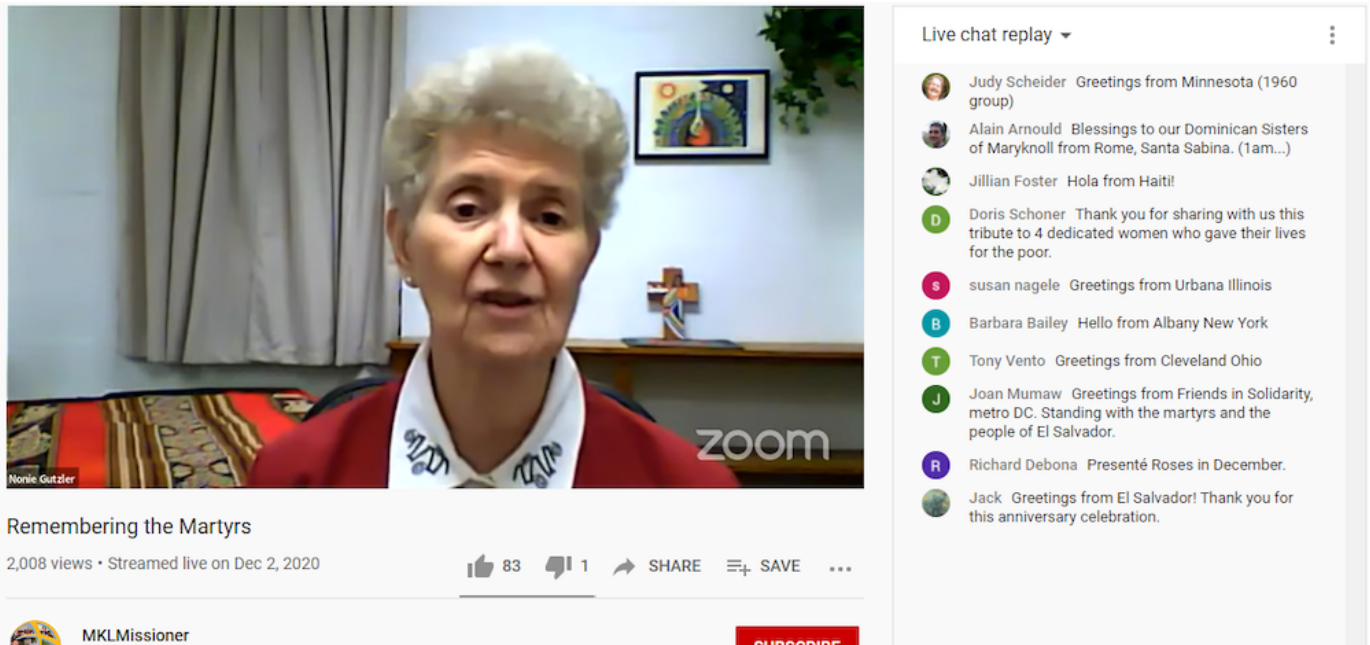 zoom
Nonie Gutzler
Remembering the Martyrs
2,008 views • Streamed live on Dec 2, 2020
83
1
SHARE
SAVE
MKLMissioner
SUBSCRIBE
Live chat replay
Judy Scheider Greetings from Minnesota (1960
group)
Alain Arnould Blessings to our Dominican Sisters
of Maryknoll from Rome, Santa Sabina. (1am...)
Jillian Foster Hola from Haiti!
D
Doris Schoner Thank you for sharing with us this
tribute to 4 dedicated women who gave their lives
for the poor.
s
susan nagele Greetings from Urbana Illinois
B
Barbara Bailey Hello from Albany New York
T
Tony Vento Greetings from Cleveland Ohio
J
Joan Mumaw Greetings from Friends in Solidarity,
metro DC. Standing with the martyrs and the
people of El Salvador.
R
Richard Debona Presenté Roses in December.
Jack Greetings from El Salvador! Thank you for
this anniversary celebration.